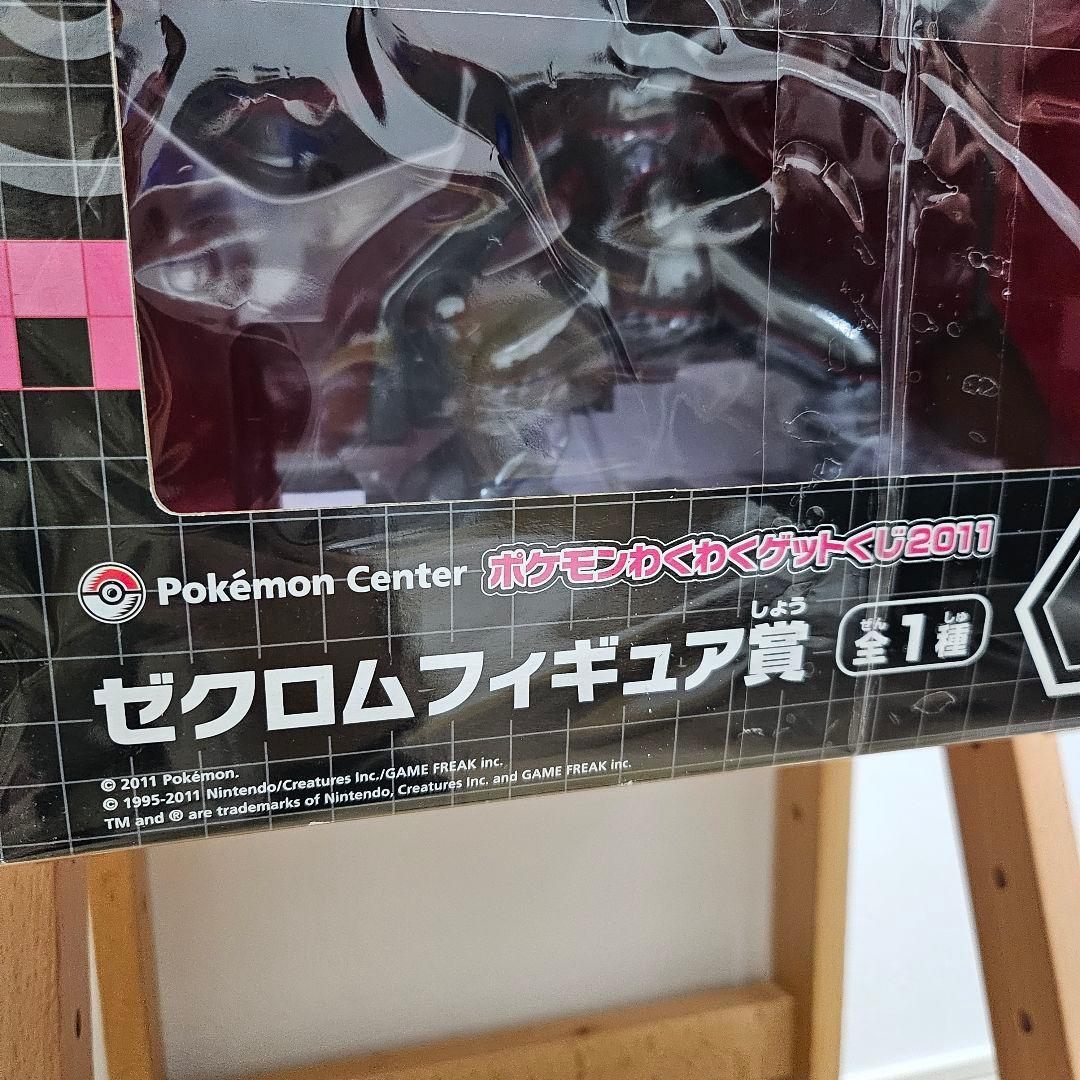 Pokémon Center ポケモンわくわくゲットくじ2011
ゼクロムフィギュア賞 全1種
しょう ぜん しゅ
© 2011 Pokémon.
© 1995-2011 Nintendo/Creatures Inc./GAME FREAK inc.
TM and ® are trademarks of Nintendo, Creatures Inc. and GAME FREAK inc.